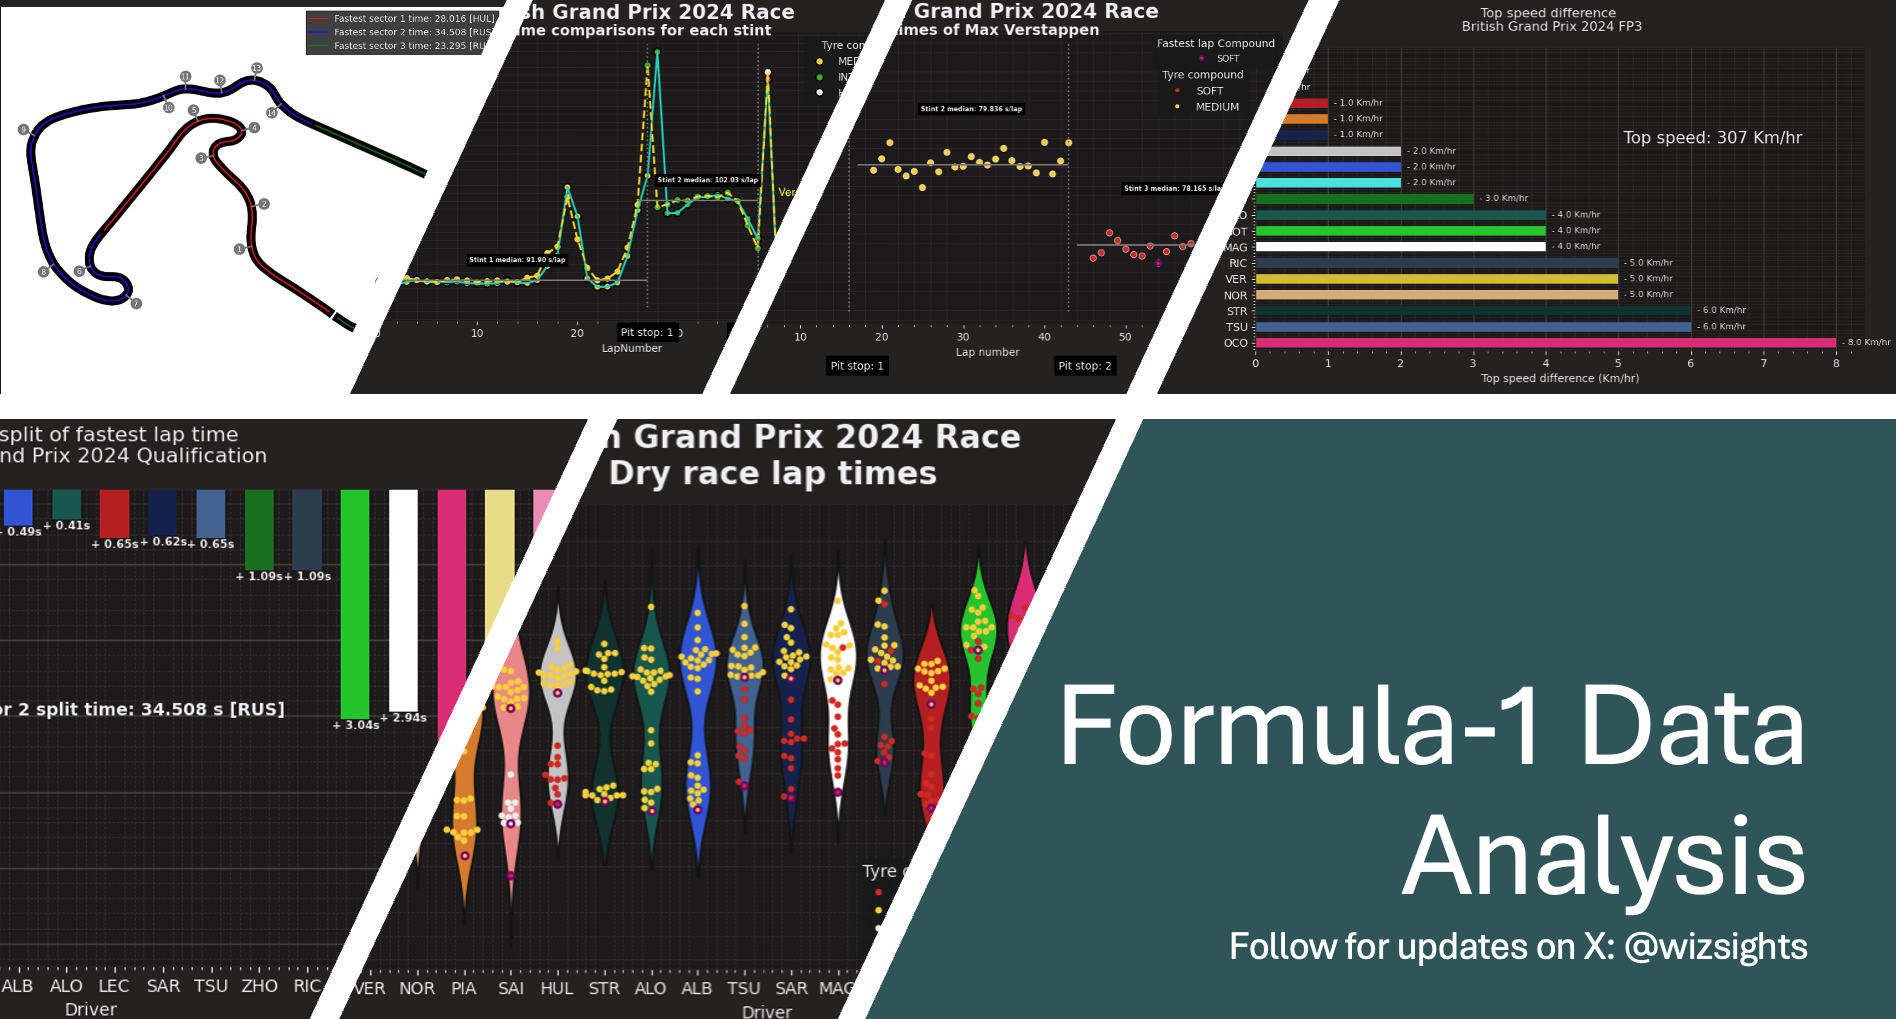 Fastest sector 1 time: 28.016 [HUL]
Fastest sector 2 time: 34.508 [RUS]
Fastest sector 3 time: 23.295
13
11
12
10
14
5
9
4
3
2
1
6
8
7
Grand Prix 2024 Race
comparisons for each stint
Tyre
Stint 2 median: 102.03 s/lap
Stint 1 median: 91.90 s/lap
10
20
Pit stop: 1
LapNumber
Grand Prix 2024 Race
times of Max Verstappen
Fastest lap Compound
SOFT
Tyre compound
SOFT
MEDIUM
Stint 2 median: 79.836 s/lap
Stint 3 median: 78.165 s/lap
10
20
30
40
50
Lap number
Pit stop: 1
Pit stop: 2
Top speed difference
British Grand Prix 2024 FP3
- 1.0 Km/hr
- 1.0 Km/hr
- 1.0 Km/hr
Top speed: 307 Km/hr
- 2.0 Km/hr
- 2.0 Km/hr
- 2.0 Km/hr
- 3.0 Km/hr
- 4.0 Km/hr
- 4.0 Km/hr
MAG - 4.0 Km/hr
RIC - 5.0 Km/hr
VER - 5.0 Km/hr
NOR - 5.0 Km/hr
STR - 6.0 Km/hr
TSU - 6.0 Km/hr
OCO - 8.0 Km/hr
0 1 2 3 4 5 6 7 8
Top speed difference (Km/hr)
split of fastest lap time
Prix 2024 Qualification
+ 0.49s
+ 0.41s
+ 0.65s
+ 0.62s
+ 0.65s
+ 1.09s
+ 1.09s
+ 3.04s
+ 2.94s
2 split time: 34.508 s [RUS]
ALB ALO LEC SAR TSU ZHO RIC
Driver
Grand Prix 2024 Race
Dry race lap times
Tyre
VER NOR PIA SAI HUL STR ALO ALB TSU SAR MAG
Driver
Formula-1 Data
Analysis
Follow for updates on X: @wizsights